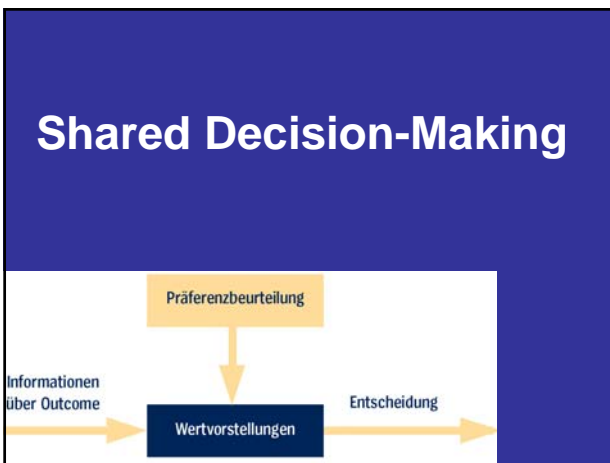 Shared Decision-Making
Präferenzbeurteilung
Informationen
über Outcome
Entscheidung
Wertvorstellungen